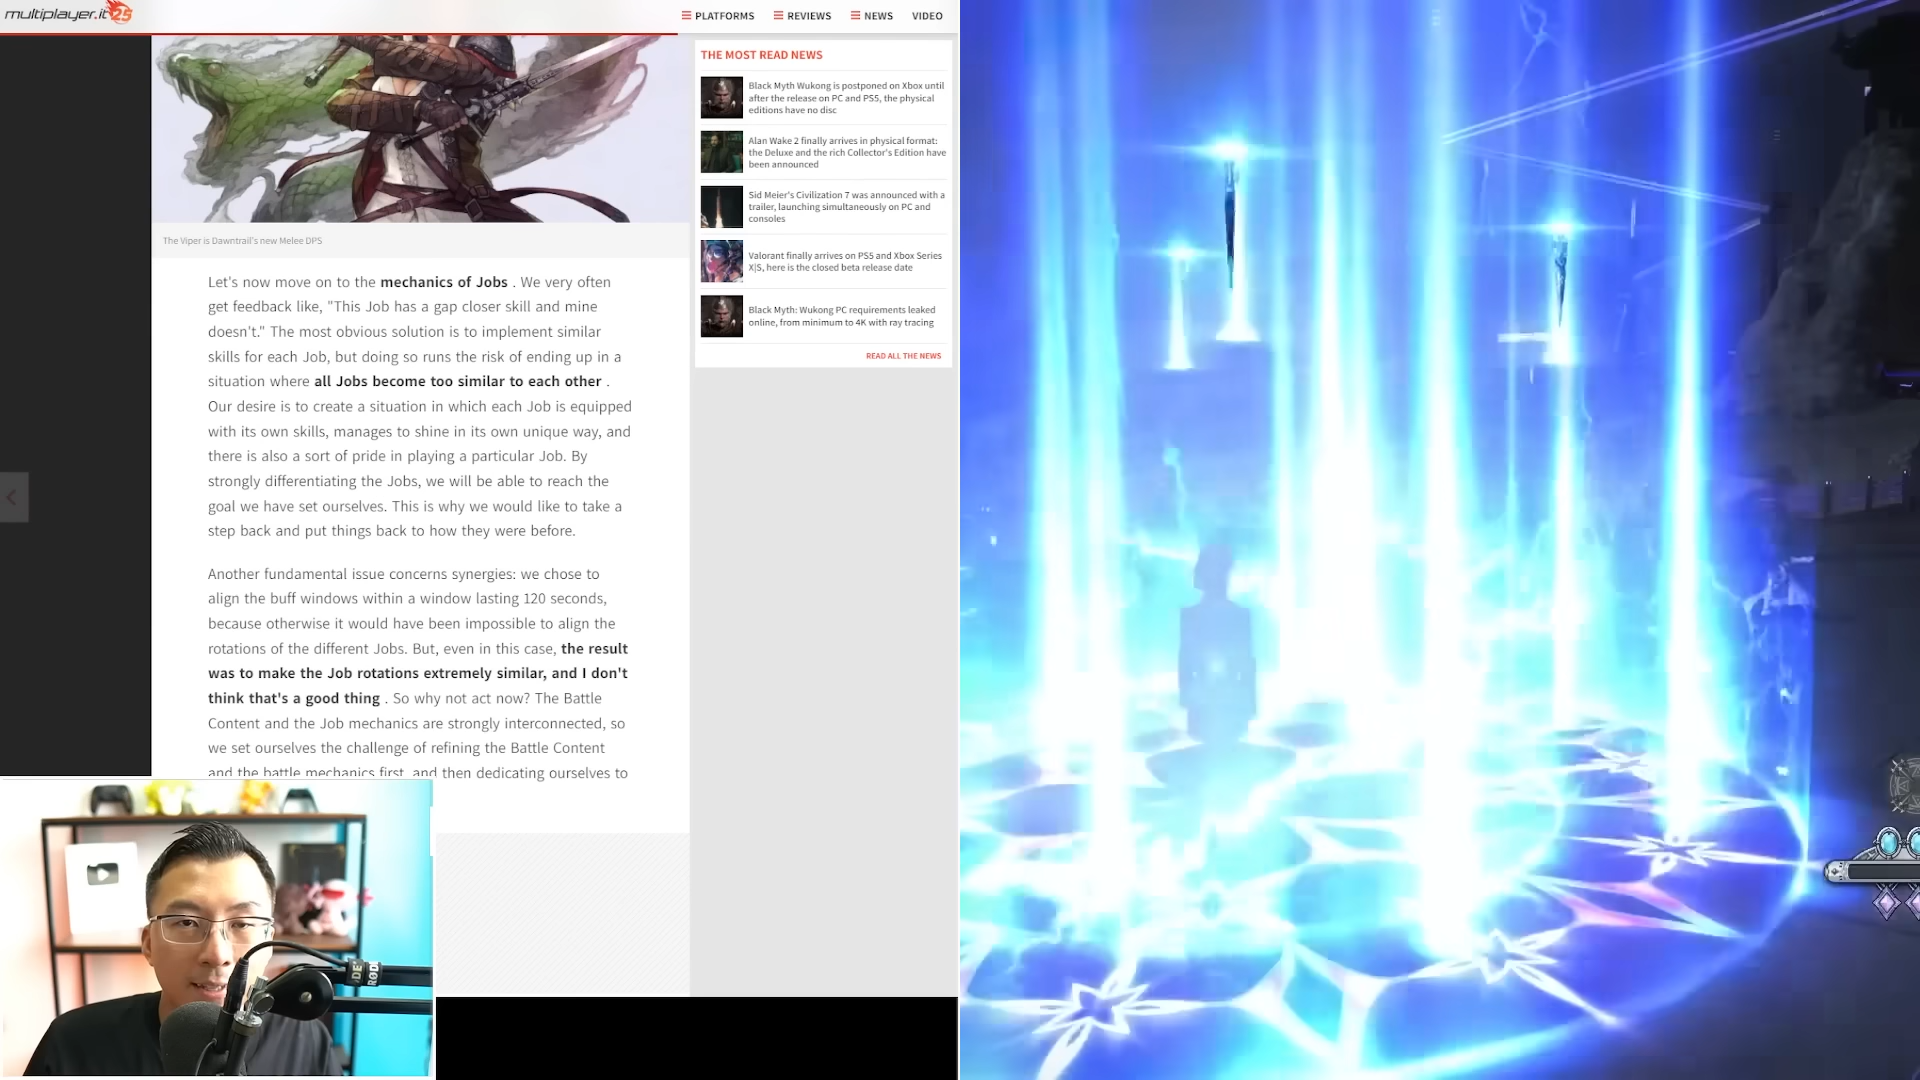 multiplayer.it 25
PLATFORMS
REVIEWS
NEWS
VIDEO
The Viper is Dawntrail's new Melee DPS
Let's now move on to the mechanics of Jobs . We very often
get feedback like, "This Job has a gap closer skill and mine
doesn't." The most obvious solution is to implement similar
skills for each Job, but doing so runs the risk of ending up in a
situation where all Jobs become too similar to each other .
Our desire is to create a situation in which each Job is equipped
with its own skills, manages to shine in its own unique way, and
there is also a sort of pride in playing a particular Job. By
strongly differentiating the Jobs, we will be able to reach the
goal we have set ourselves. This is why we would like to take a
step back and put things back to how they were before.
Another fundamental issue concerns synergies: we chose to
align the buff windows within a window lasting 120 seconds,
because otherwise it would have been impossible to align the
rotations of the different Jobs. But, even in this case, the result
was to make the Job rotations extremely similar, and I don't
think that's a good thing . So why not act now? The Battle
Content and the Job mechanics are strongly interconnected, so
we set ourselves the challenge of refining the Battle Content
and the battle mechanics first, and then dedicating ourselves to
THE MOST READ NEWS
Black Myth Wukong is postponed on Xbox until
after the release on PC and PS5, the physical
editions have no disc
Alan Wake 2 finally arrives in physical format:
the Deluxe and the rich Collector's Edition have
been announced
Sid Meier's Civilization 7 was announced with a
trailer, launching simultaneously on PC and
consoles
Valorant finally arrives on PS5 and Xbox Series
X|S, here is the closed beta release date
Black Myth: Wukong PC requirements leaked
online, from minimum to 4K with ray tracing
READ ALL THE NEWS
RØDE